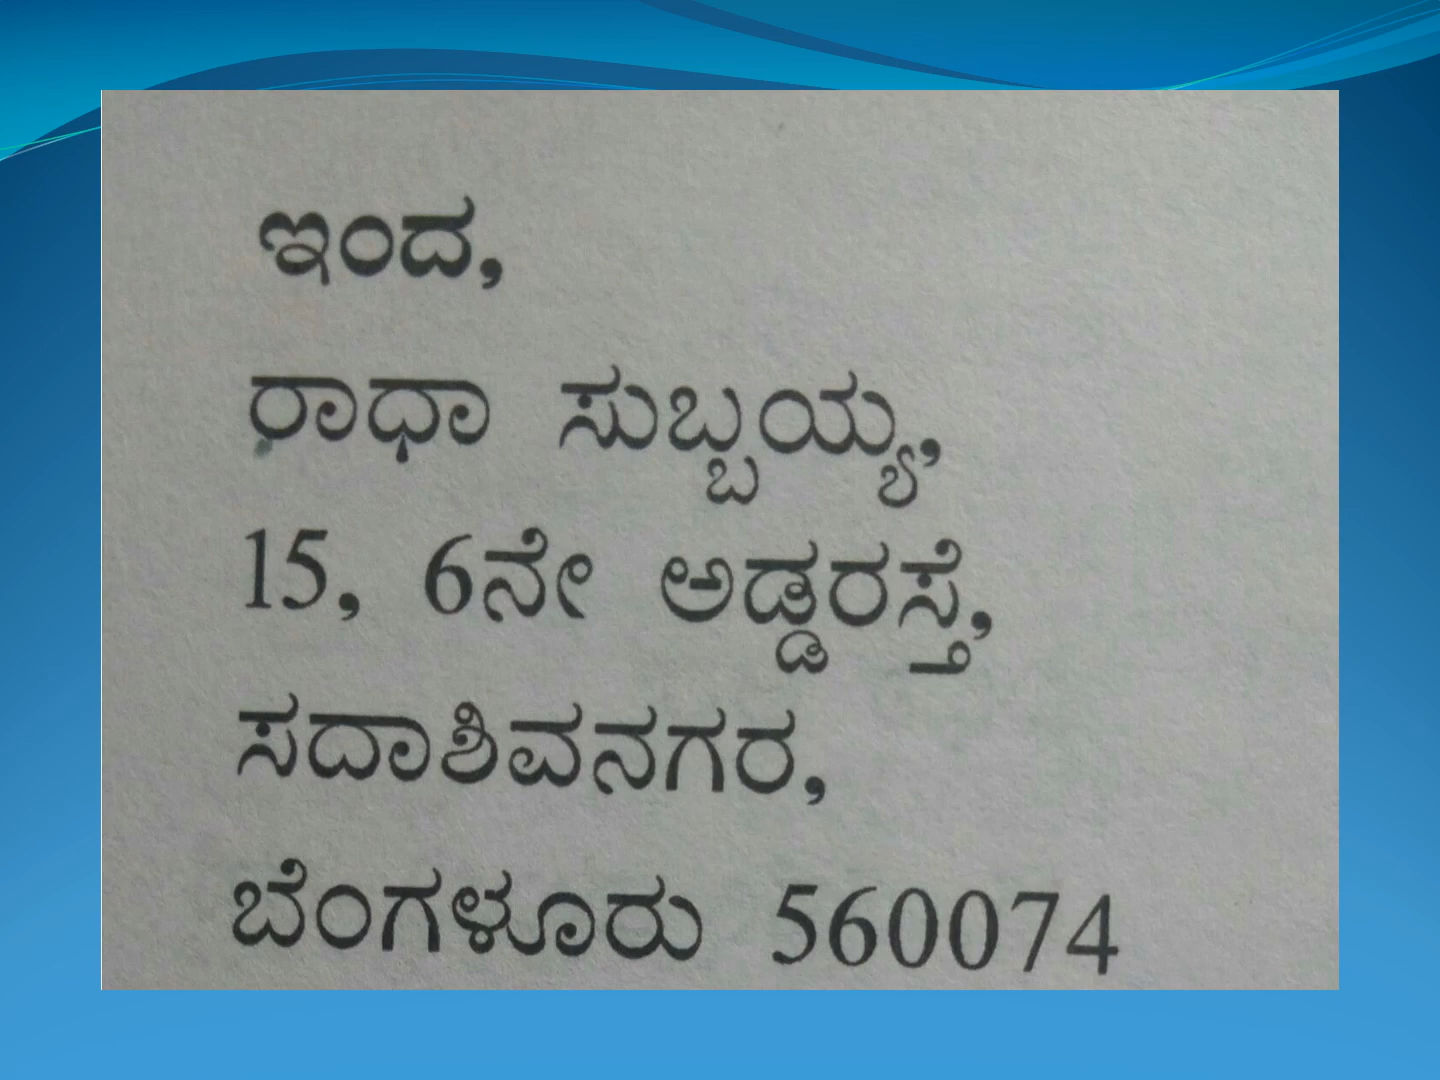 ಇಂದ,
ರಾಧಾ ಸುಬ್ಬಯ್ಯ,
15, 6ನೇ ಅಡ್ಡರಸ್ತೆ,
ಸದಾಶಿವನಗರ,
ಬೆಂಗಳೂರು 560074